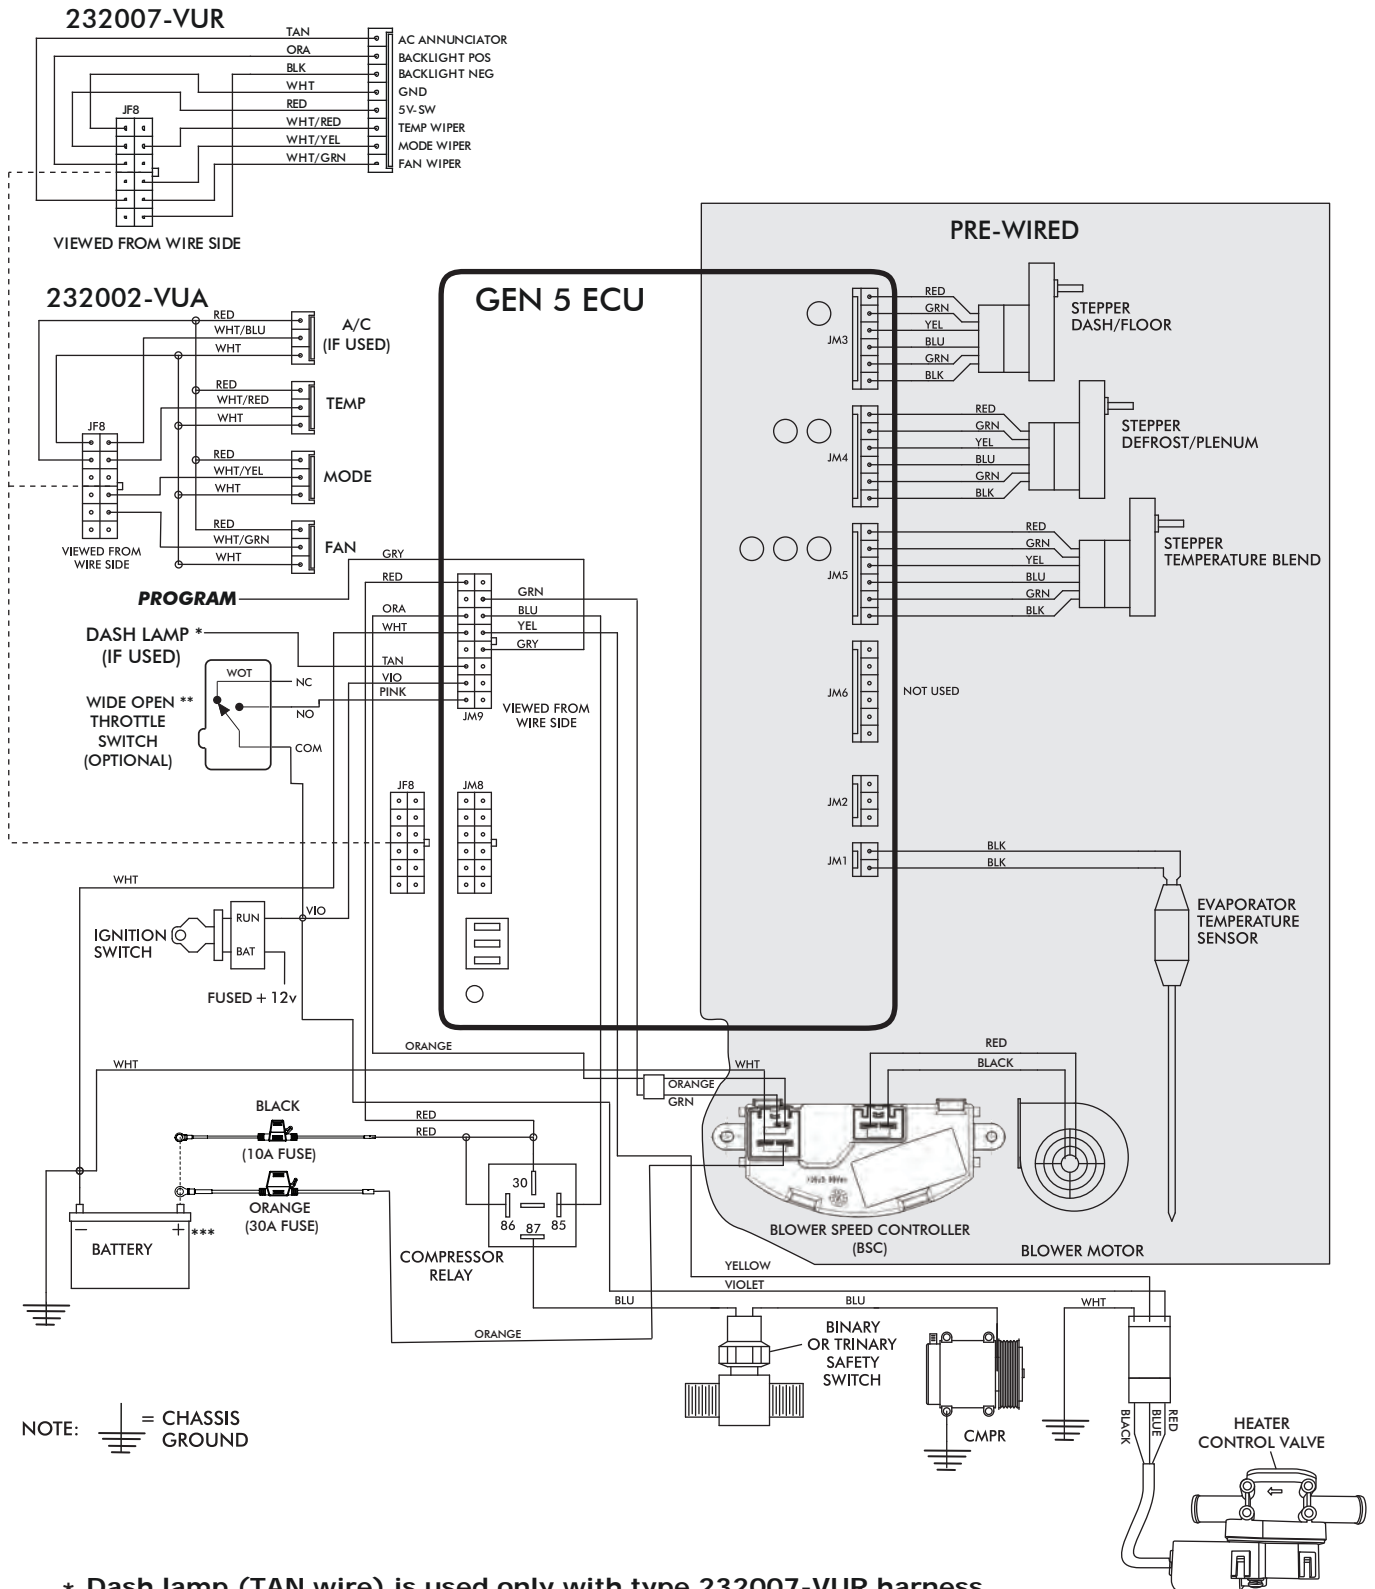 232007-VUR
TAN
AC ANNUNCIATOR
ORA
BACKLIGHT POS
BLK
BACKLIGHT NEG
WHT
GND
RED
5V-SW
WHT/RED
TEMP WIPER
WHT/YEL
MODE WIPER
WHT/GRN
FAN WIPER
JF8
VIEWED FROM WIRE SIDE
232002-VUA
RED
WHT/BLU
WHT
A/C
(IF USED)
RED
WHT/RED
WHT
TEMP
JF8
RED
WHT/YEL
WHT
MODE
RED
WHT/GRN
WHT
FAN
VIEWED FROM
WIRE SIDE
PROGRAM
DASH LAMP *
(IF USED)
WOT
NC
NO
COM
WIDE OPEN **
THROTTLE
SWITCH
(OPTIONAL)
GEN 5 ECU
GRY
RED
ORA
WHT
TAN
VIO
PINK
GRN
BLU
YEL
GRY
JM9
VIEWED FROM
WIRE SIDE
JF8
JM8
PRE-WIRED
JM3
RED
GRN
YEL
BLU
GRN
BLK
STEPPER
DASH/FLOOR
JM4
RED
GRN
YEL
BLU
GRN
BLK
STEPPER
DEFROST/PLENUM
JM5
RED
GRN
YEL
BLU
GRN
BLK
STEPPER
TEMPERATURE BLEND
JM6
NOT USED
JM2
JM1
BLK
BLK
EVAPORATOR
TEMPERATURE
SENSOR
WHT
IGNITION
SWITCH
RUN
BAT
VIO
FUSED + 12v
ORANGE
WHT
WHT
ORANGE
GRN
RED
BLACK
BLACK
(10A FUSE)
RED
RED
ORANGE
(30A FUSE)
30
86
87
85
COMPRESSOR
RELAY
BATTERY
−
+
***
BLOWER SPEED CONTROLLER
(BSC)
BLOWER MOTOR
YELLOW
VIOLET
BLU
BLU
WHT
ORANGE
BINARY
OR TRINARY
SAFETY
SWITCH
CMPR
BLACK
BLUE
RED
HEATER
CONTROL VALVE
NOTE:
= CHASSIS
GROUND
* Dash lamp (TAN wire) is used only with type 232007-VUR harness